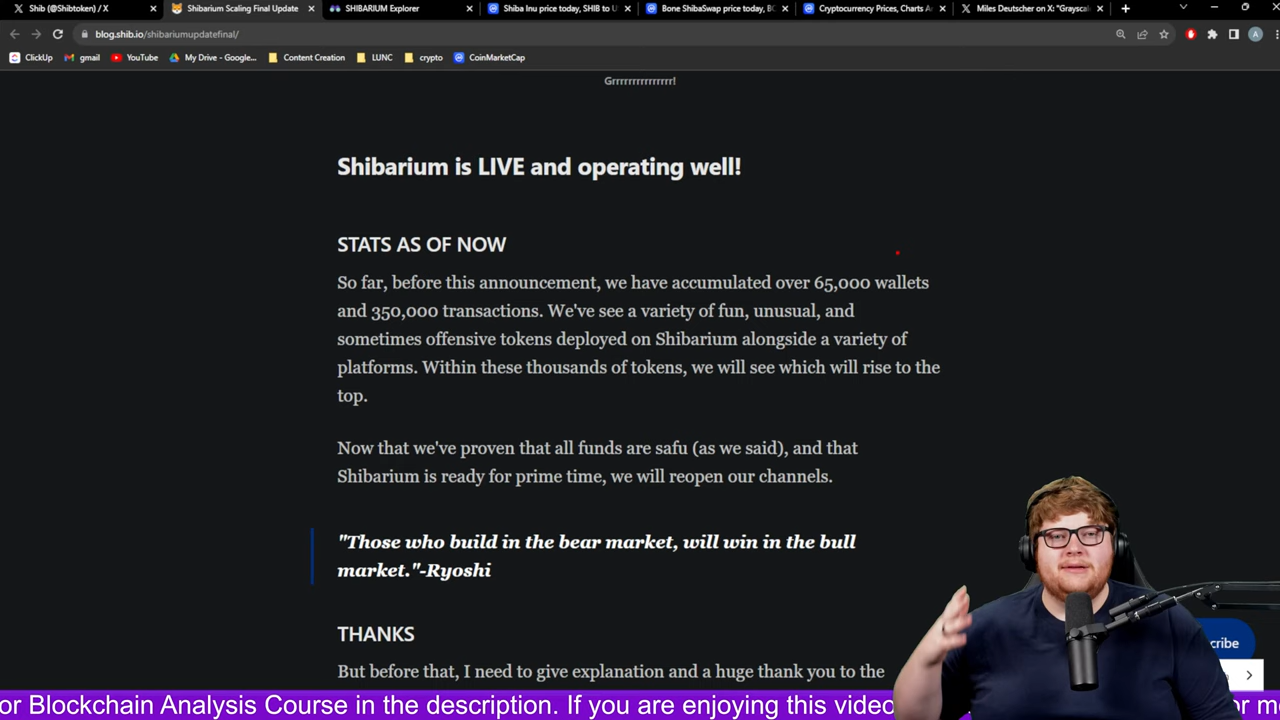 Shib (@Shibtoken) / X
Shibarium Scaling Final Update
SHIBARIUM Explorer
Shiba Inu price today, SHIB to U
Bone ShibaSwap price today, BC
Cryptocurrency Prices, Charts A
Miles Deutscher on X: "Grayscal
blog.shib.io/shibariumupdatefinal/
A
ClickUp
gmail
YouTube
My Drive - Google...
Content Creation
LUNC
crypto
CoinMarketCap
Grrrrrrrrrrrrrr!
Shibarium is LIVE and operating well!
STATS AS OF NOW
So far, before this announcement, we have accumulated over 65,000 wallets
and 350,000 transactions. We've see a variety of fun, unusual, and
sometimes offensive tokens deployed on Shibarium alongside a variety of
platforms. Within these thousands of tokens, we will see which will rise to the
top.
Now that we've proven that all funds are safu (as we said), and that
Shibarium is ready for prime time, we will reopen our channels.
"Those who build in the bear market, will win in the bull
market."-Ryoshi
THANKS
But before that, I need to give explanation and a huge thank you to the
cribe
or Blockchain Analysis Course in the description. If you are enjoying this video